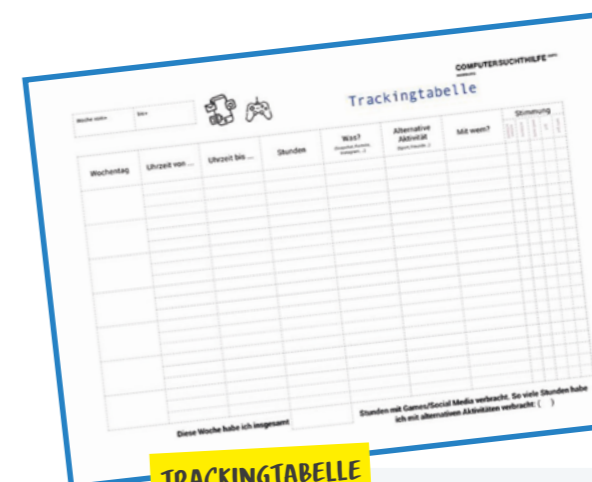 COMPUTERSUCHTHILFE
Trackingtabelle
Woche vom:
bis:
Stimmung
Wochentag
Uhrzeit von ...
Uhrzeit bis ...
Stunden
Was?
Alternative
Aktivität
Mit wem?
Diese Woche habe ich insgesamt
Stunden mit Games/Social Media verbracht. So viele Stunden habe
ich mit alternativen Aktivitäten verbracht: ( )
TRACKINGTABELLE